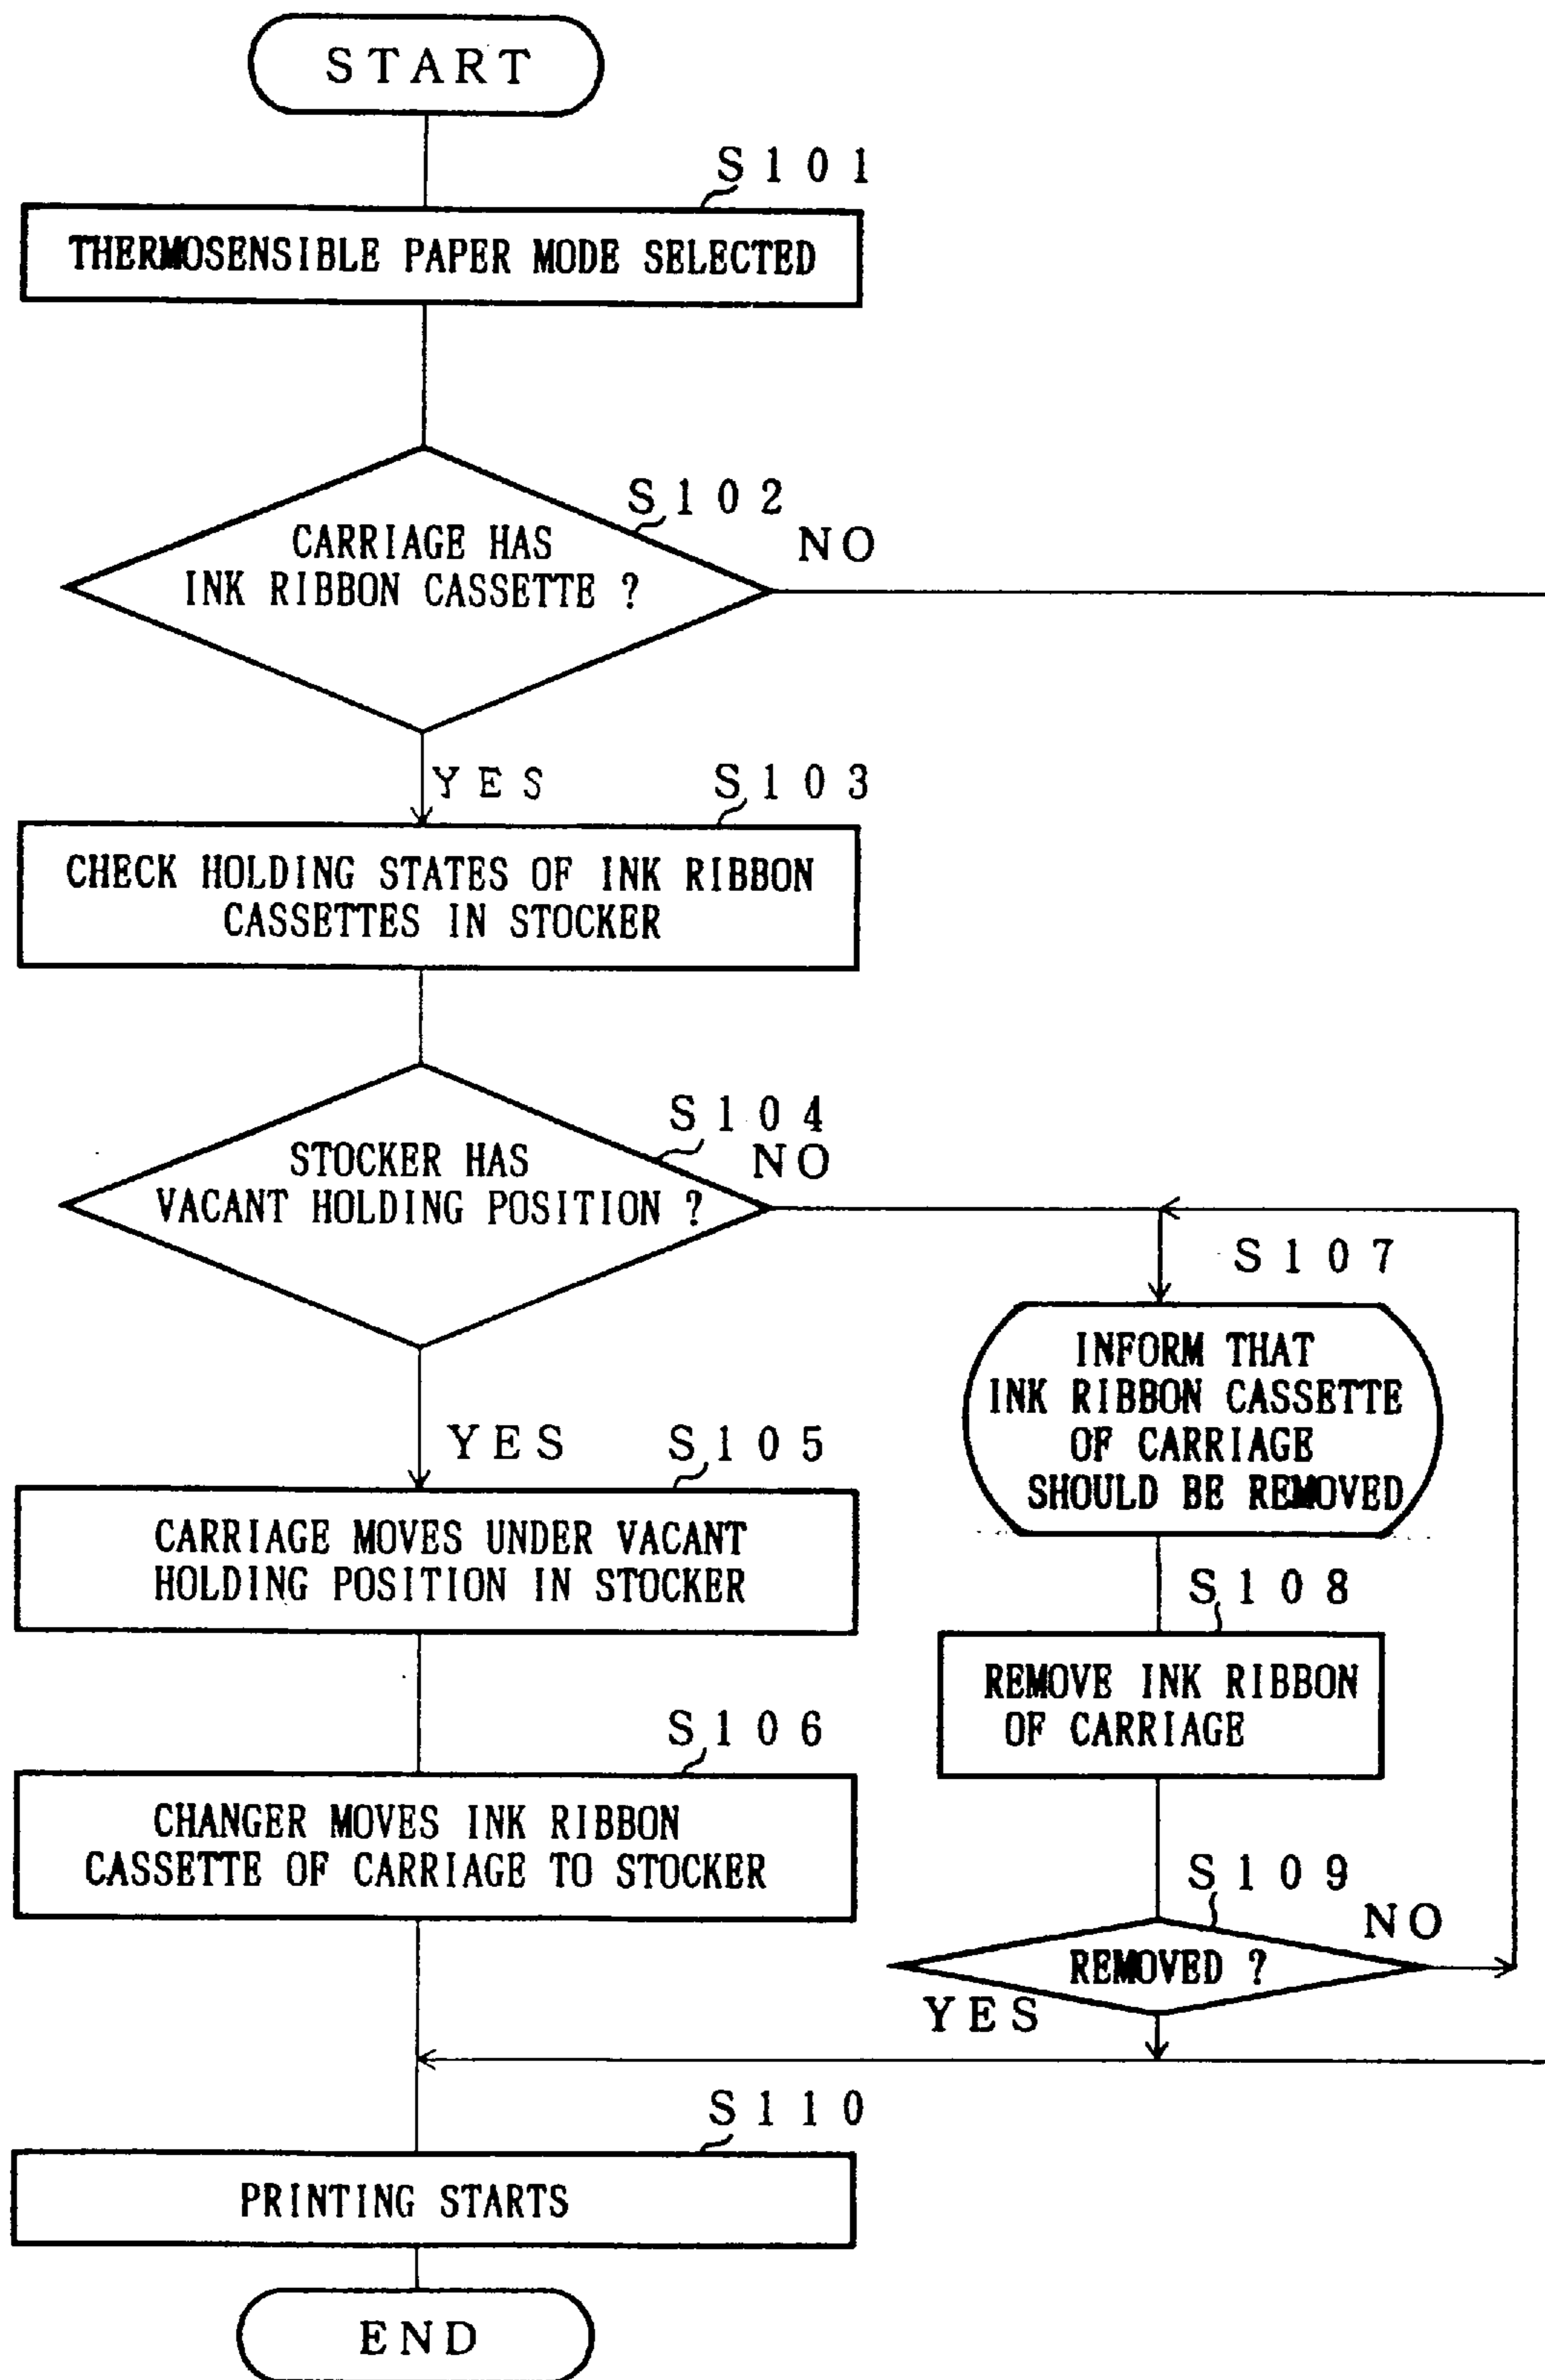 START
S101
THERMOSENSIBLE PAPER MODE SELECTED
S102
CARRIAGE HAS
INK RIBBON CASSETTE ?
NO
YES
S103
CHECK HOLDING STATES OF INK RIBBON
CASSETTES IN STOCKER
S104
STOCKER HAS
VACANT HOLDING POSITION ?
NO
YES
S105
CARRIAGE MOVES UNDER VACANT
HOLDING POSITION IN STOCKER
S106
CHANGER MOVES INK RIBBON
CASSETTE OF CARRIAGE TO STOCKER
S107
INFORM THAT
INK RIBBON CASSETTE
OF CARRIAGE
SHOULD BE REMOVED
S108
REMOVE INK RIBBON
OF CARRIAGE
S109
REMOVED ?
NO
YES
S110
PRINTING STARTS
END